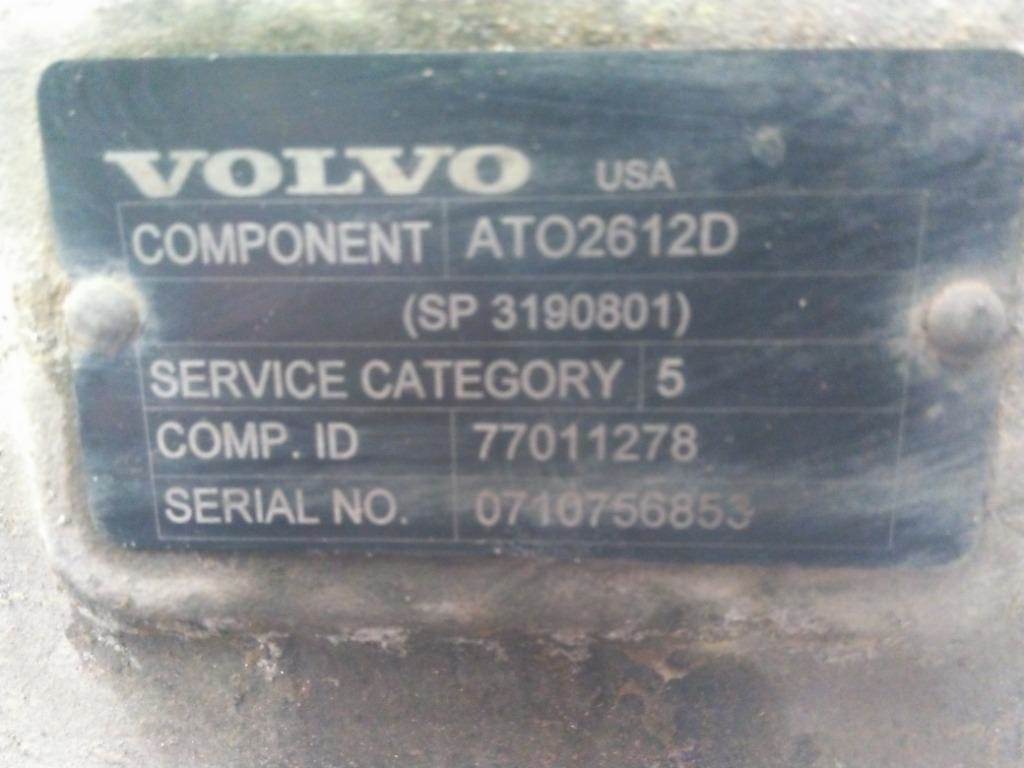 VOLVO USA
COMPONENT ATO2612D
(SP 3190801)
SERVICE CATEGORY 5
COMP. ID 77011278
SERIAL NO. 0710756853